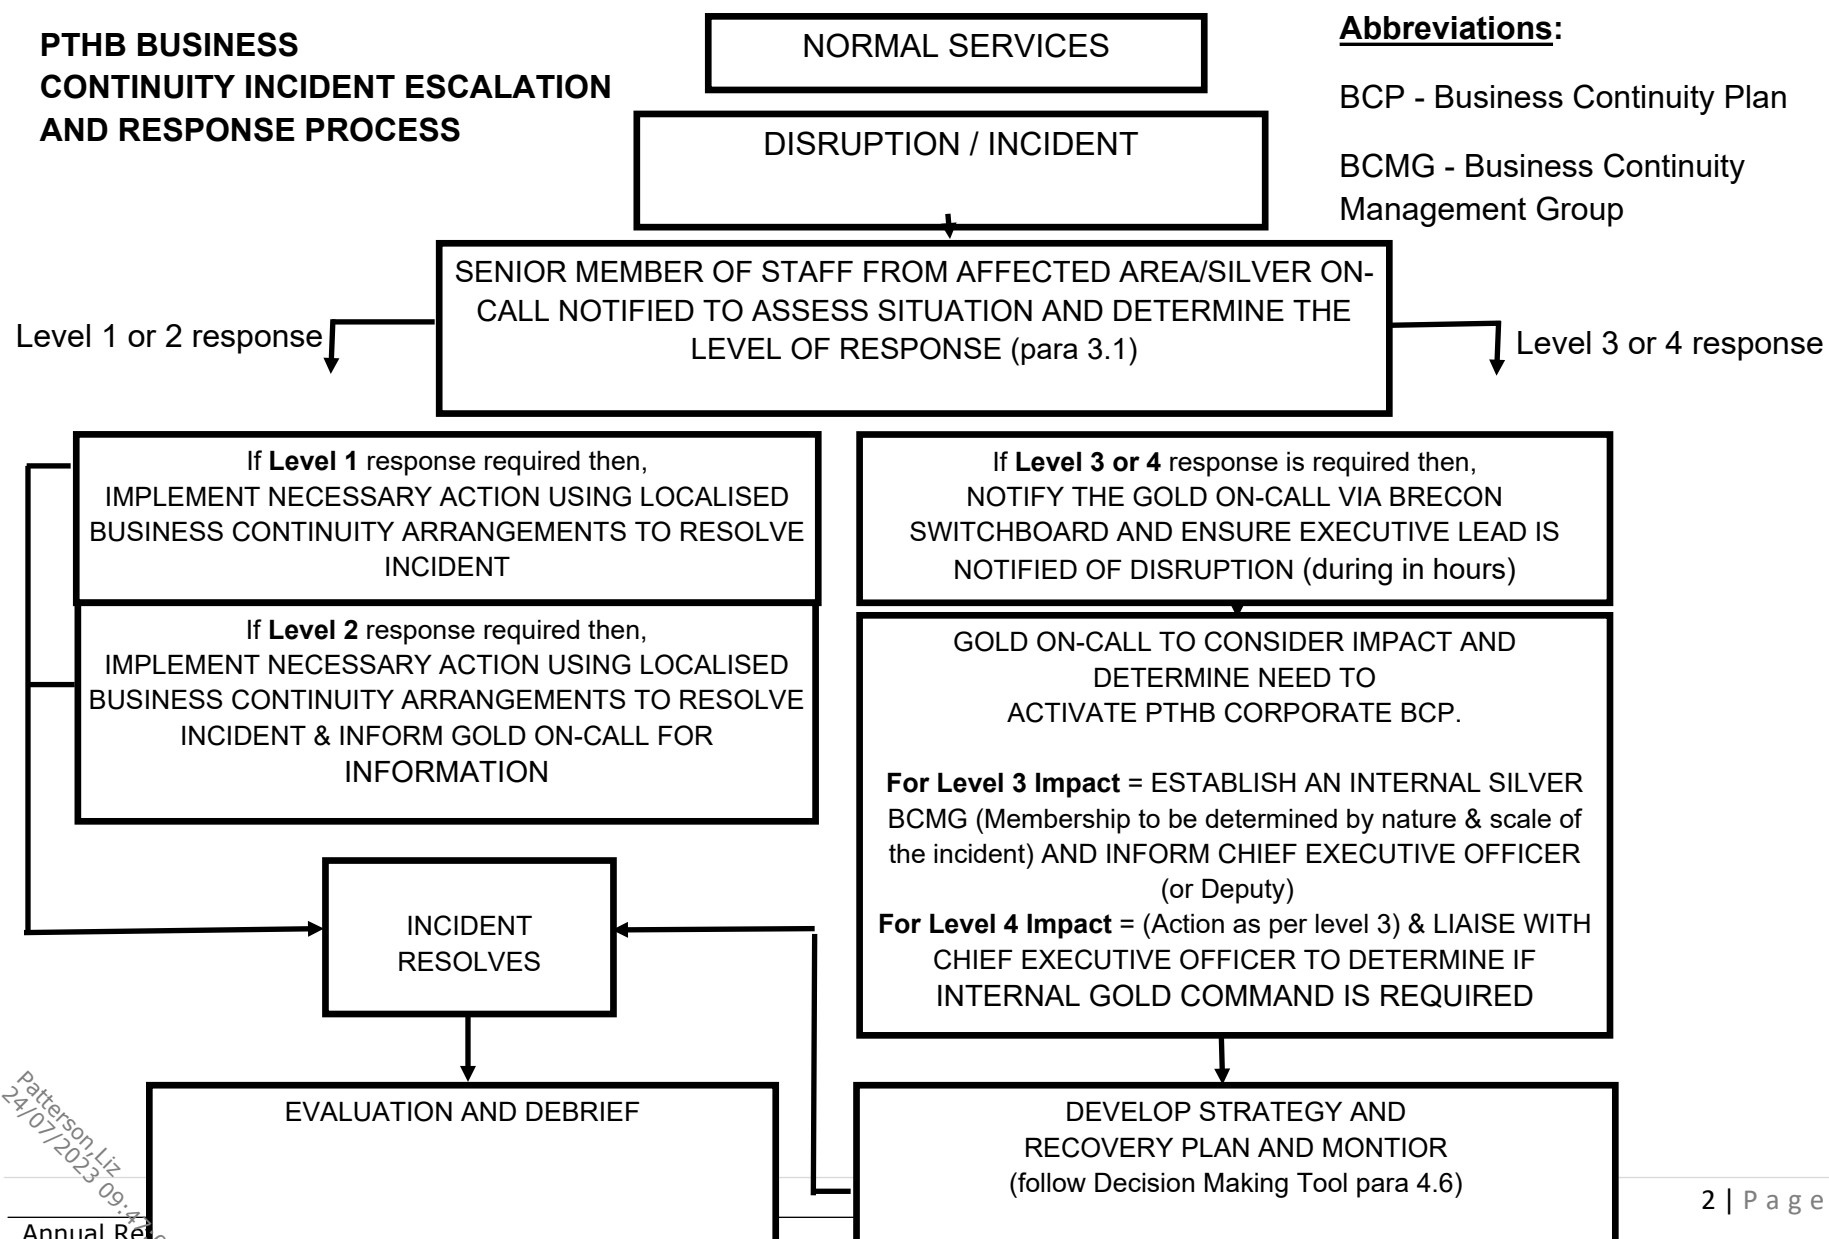 PTHB BUSINESS
CONTINUITY INCIDENT ESCALATION
AND RESPONSE PROCESS
NORMAL SERVICES
Abbreviations:
BCP - Business Continuity Plan
BCMG - Business Continuity
Management Group
DISRUPTION / INCIDENT
SENIOR MEMBER OF STAFF FROM AFFECTED AREA/SILVER ON-
CALL NOTIFIED TO ASSESS SITUATION AND DETERMINE THE
LEVEL OF RESPONSE (para 3.1)
Level 1 or 2 response
Level 3 or 4 response
If Level 1 response required then,
IMPLEMENT NECESSARY ACTION USING LOCALISED
BUSINESS CONTINUITY ARRANGEMENTS TO RESOLVE
INCIDENT
If Level 2 response required then,
IMPLEMENT NECESSARY ACTION USING LOCALISED
BUSINESS CONTINUITY ARRANGEMENTS TO RESOLVE
INCIDENT & INFORM GOLD ON-CALL FOR
INFORMATION
If Level 3 or 4 response is required then,
NOTIFY THE GOLD ON-CALL VIA BRECON
SWITCHBOARD AND ENSURE EXECUTIVE LEAD IS
NOTIFIED OF DISRUPTION (during in hours)
GOLD ON-CALL TO CONSIDER IMPACT AND
DETERMINE NEED TO
ACTIVATE PTHB CORPORATE BCP.
For Level 3 Impact = ESTABLISH AN INTERNAL SILVER
BCMG (Membership to be determined by nature & scale of
the incident) AND INFORM CHIEF EXECUTIVE OFFICER
(or Deputy)
For Level 4 Impact = (Action as per level 3) & LIAISE WITH
CHIEF EXECUTIVE OFFICER TO DETERMINE IF
INTERNAL GOLD COMMAND IS REQUIRED
INCIDENT
RESOLVES
EVALUATION AND DEBRIEF
DEVELOP STRATEGY AND
RECOVERY PLAN AND MONTIOR
(follow Decision Making Tool para 4.6)
Patterson,Liz
24/07/2023 09:47
2 | Page
Annual